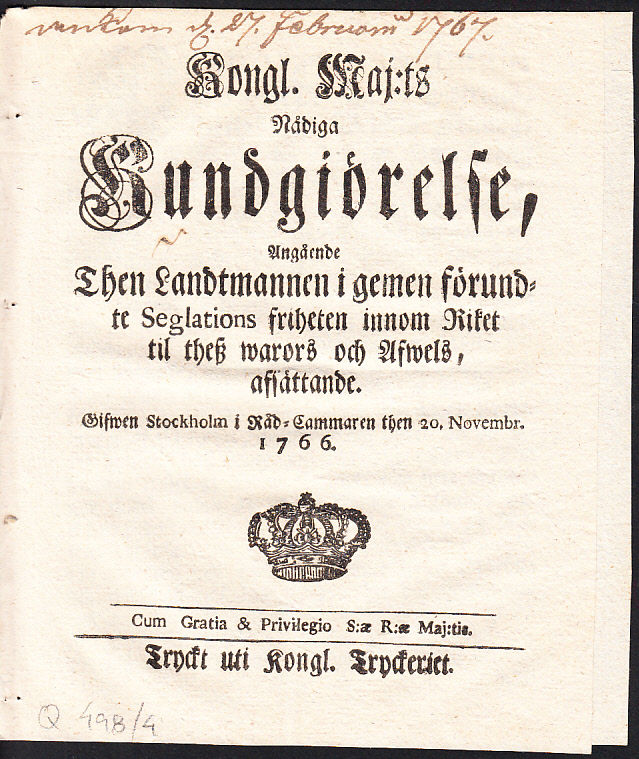 ankom d. 27. Februarii 1767.
Kongl. Maj:ts
Nådiga
Kundgiörelse,
Angående
Then Landtmannen i gemen förund-
te Seglations friheten innom Riket
til theß warors och Afwels,
afsättande.
Gifwen Stockholm i Råd-Cammaren then 20. Novembr.
1766.
Cum Gratia & Privilegio S:æ R:æ Maj:tis.
Tryckt uti Kongl. Tryckeriet.
Q 498/4